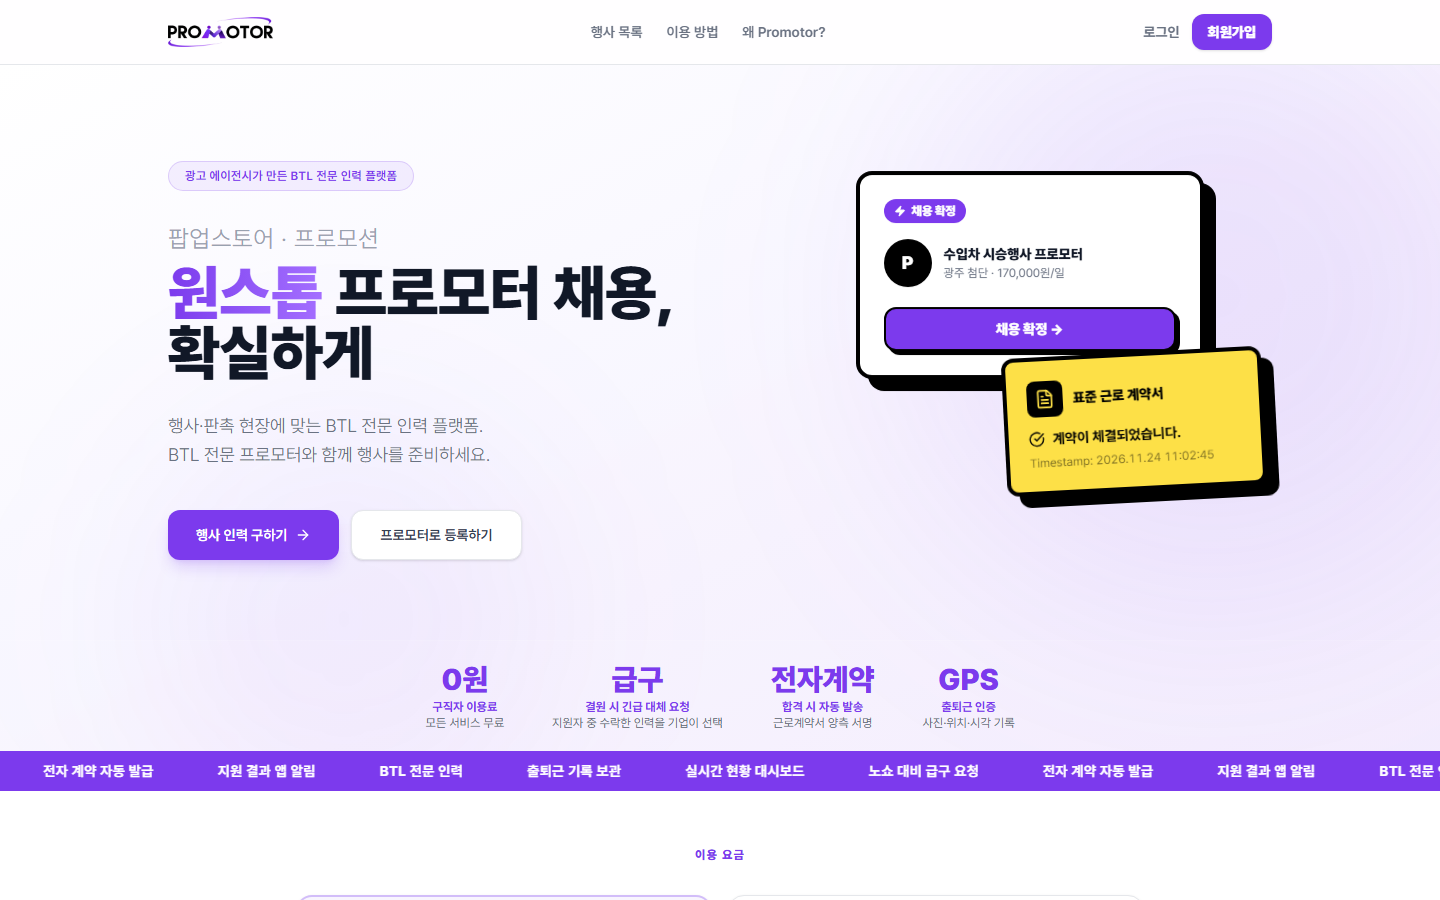 PROMOTOR
행사 목록
이용 방법
왜 Promotor?
로그인
회원가입
광고 에이전시가 만든 BTL 전문 인력 플랫폼
팝업스토어 · 프로모션
원스톱 프로모터 채용,
확실하게
행사·판촉 현장에 맞는 BTL 전문 인력 플랫폼.
BTL 전문 프로모터와 함께 행사를 준비하세요.
행사 인력 구하기 →
프로모터로 등록하기
채용 확정
P
수입차 시승행사 프로모터
광주 첨단 · 170,000원/일
채용 확정 →
표준 근로 계약서
계약이 체결되었습니다.
Timestamp: 2026.11.24 11:02:45
0원
구직자 이용료
모든 서비스 무료
급구
결원 시 긴급 대체 요청
지원자 중 수락한 인력을 기업이 선택
전자계약
합격 시 자동 발송
근로계약서 양측 서명
GPS
출퇴근 인증
사진·위치·시각 기록
전자 계약 자동 발급
지원 결과 앱 알림
BTL 전문 인력
출퇴근 기록 보관
실시간 현황 대시보드
노쇼 대비 급구 요청
전자 계약 자동 발급
지원 결과 앱 알림
BTL 전문
이용 요금